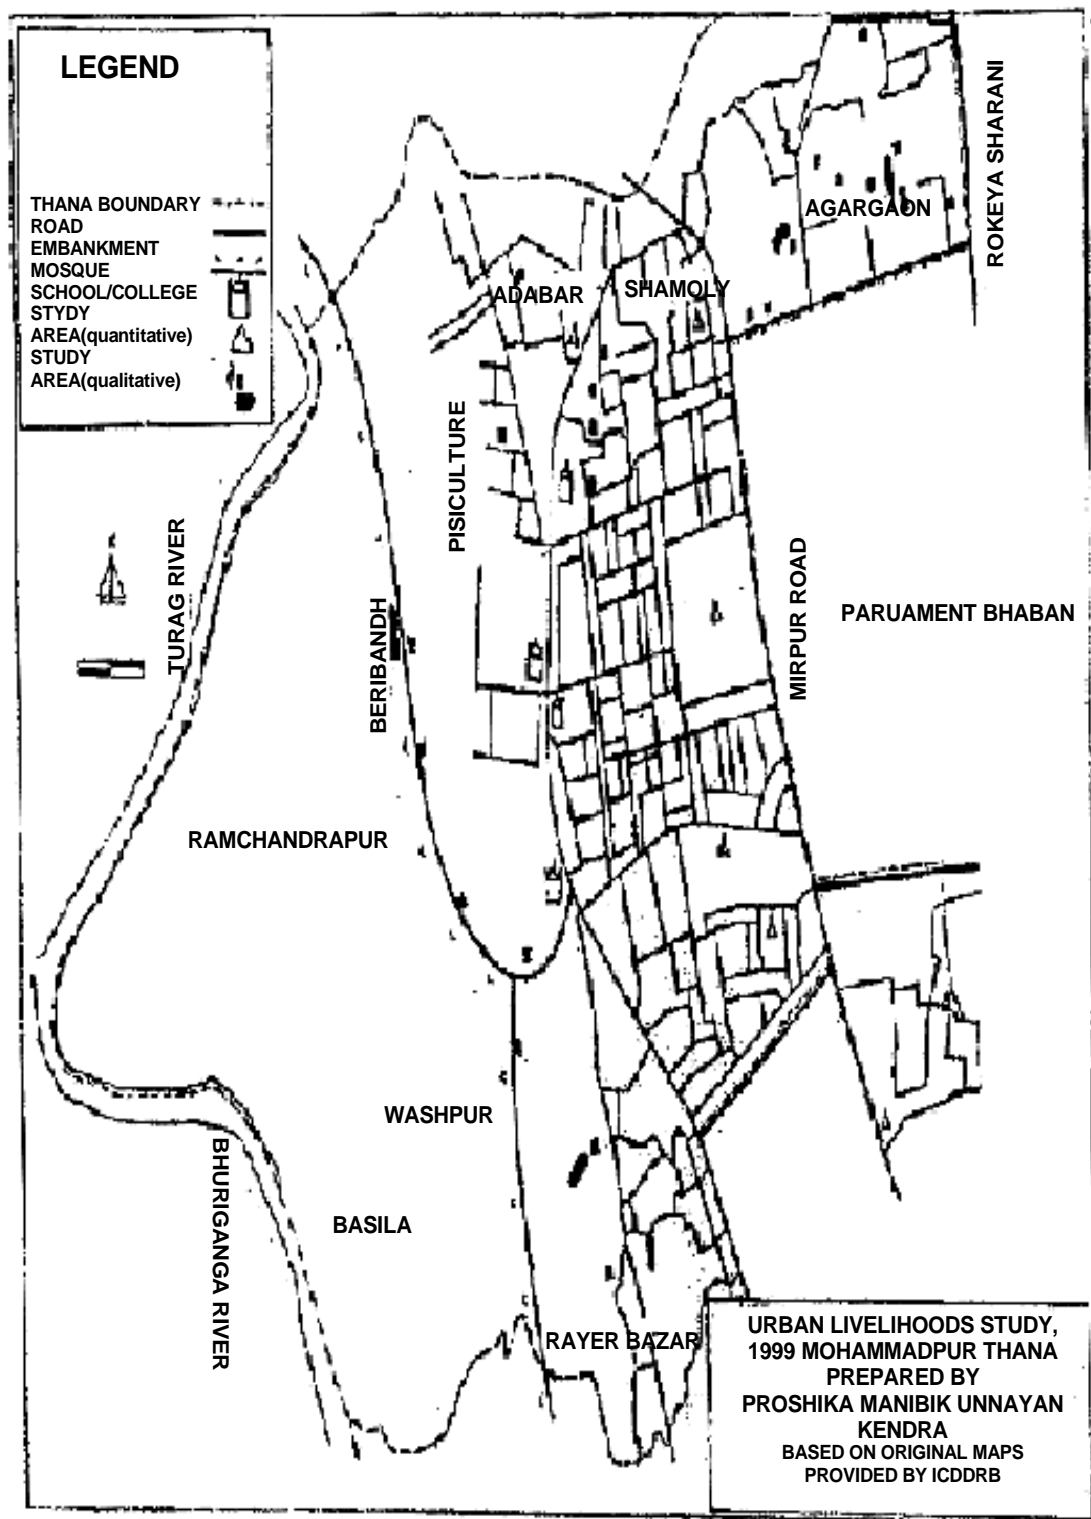 LEGEND
THANA BOUNDARY
ROAD
EMBANKMENT
MOSQUE
SCHOOL/COLLEGE
STYDY
AREA(quantitative)
STUDY
AREA(qualitative)
ROKEYA SHARANI
AGARGAON
ADABAR
SHAMOLY
PISICULTURE
TURAG RIVER
BERIBANDH
MIRPUR ROAD
PARUAMENT BHABAN
RAMCHANDRAPUR
WASHPUR
BHURIGANGA RIVER
BASILA
RAYER BAZAR
URBAN LIVELIHOODS STUDY,
1999 MOHAMMADPUR THANA
PREPARED BY
PROSHIKA MANIBIK UNNAYAN
KENDRA
BASED ON ORIGINAL MAPS
PROVIDED BY ICDDRB